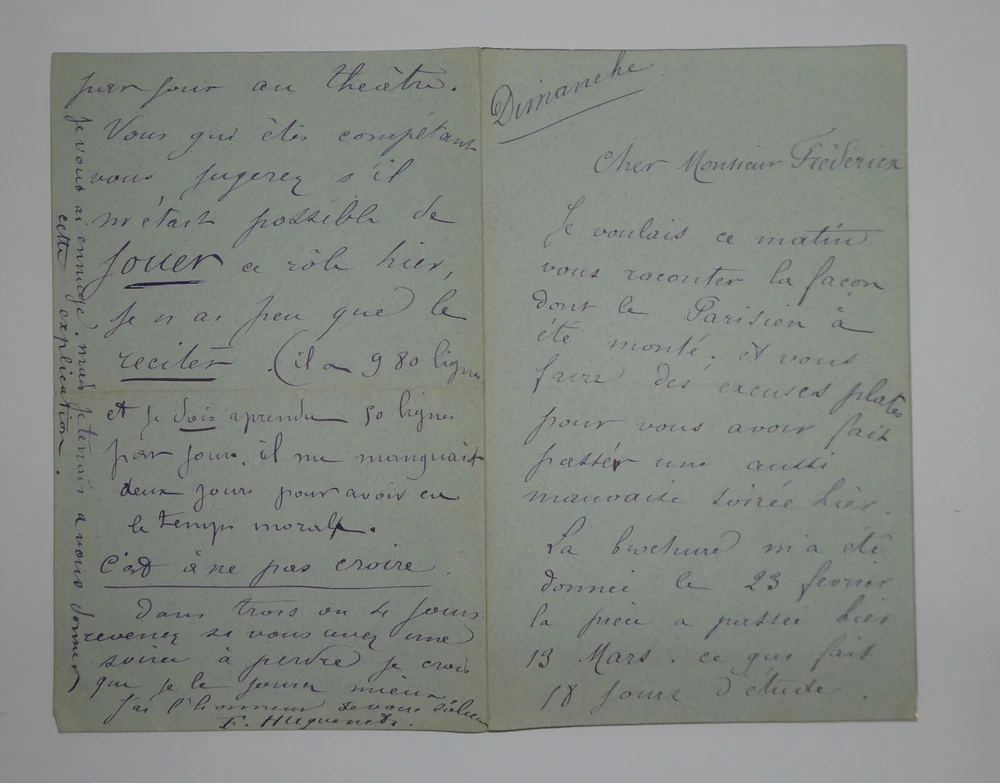 Dimanche
Cher Monsieur Frédérick
Je voulais ce matin
vous raconter la façon
dont le Parisien à
été monté. et vous
faire des excuses plates
pour vous avoir fait
passer une aussi
mauvaise soirée hier.
La brochure m'a été
donnée le 23 février
la pièce a passée hier
13 Mars. ce qui fait
18 jours d'étude.
par jour au theâtre.
Vous qui êtes compétant
vous jugerez s'il
m'était possible de
jouer ce rôle hier,
je n ai peu que le
reciter. (il a 980 lignes
et je dois aprendre 50 lignes
par jour. il me manquait
deux jours pour avoir eu
le temps moral.
C'est à ne pas croire.
Dans trois ou 4 jours
revenez si vous avez une
soirée à perdre je crois
que je le jouerai mieux
J'ai l'honneur de vous saluer
F. Huguenet.
je vous ai ennuyé. mais je tenais a vous donner
cette explication.